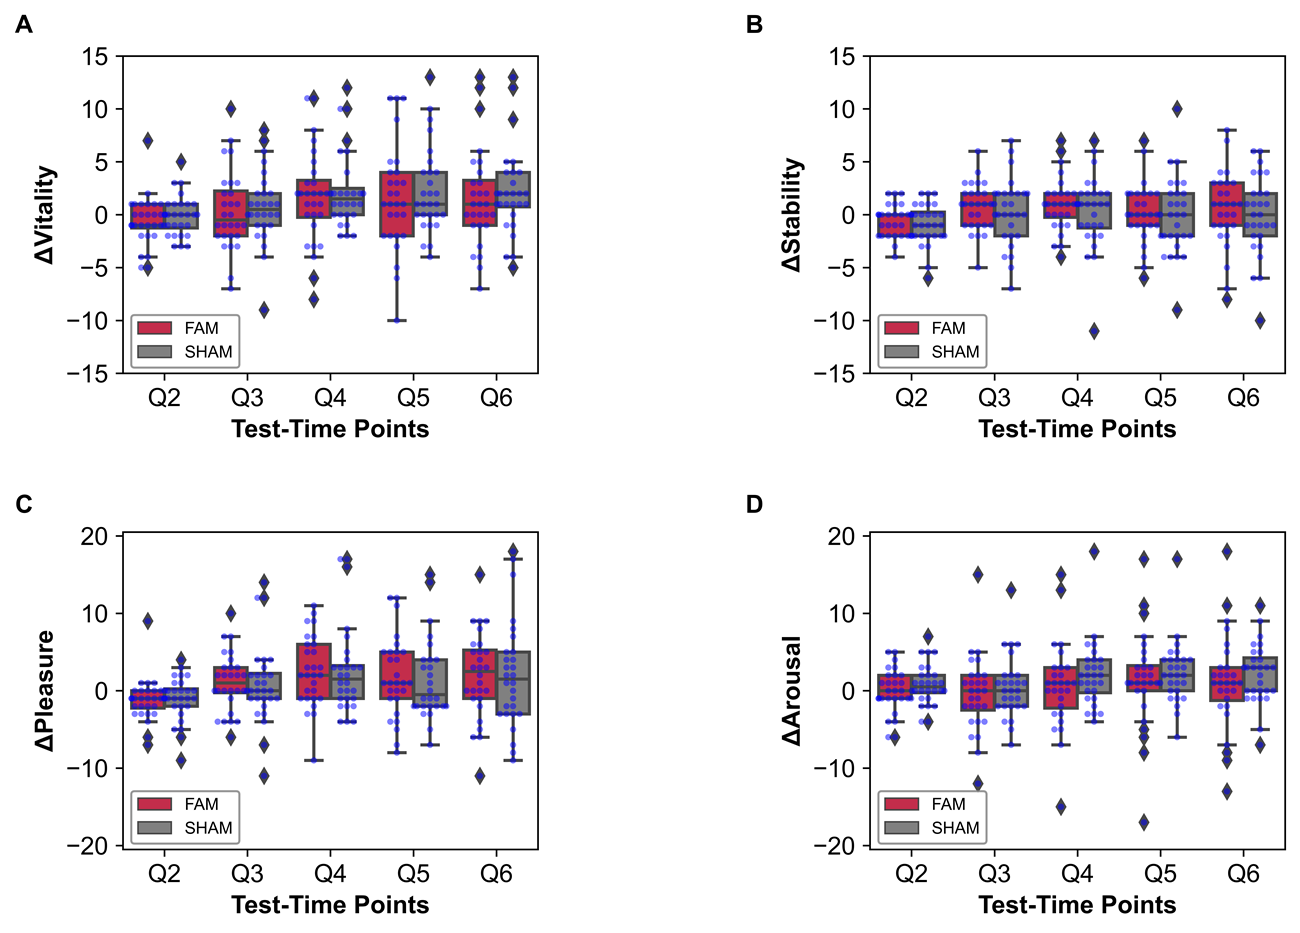 A
15
10
5
0
−5
−10
−15
ΔVitality
FAM
SHAM
Q2 Q3 Q4 Q5 Q6
Test-Time Points
B
15
10
5
0
−5
−10
−15
ΔStability
FAM
SHAM
Q2 Q3 Q4 Q5 Q6
Test-Time Points
C
20
10
0
−10
−20
ΔPleasure
FAM
SHAM
Q2 Q3 Q4 Q5 Q6
Test-Time Points
D
20
10
0
−10
−20
ΔArousal
FAM
SHAM
Q2 Q3 Q4 Q5 Q6
Test-Time Points